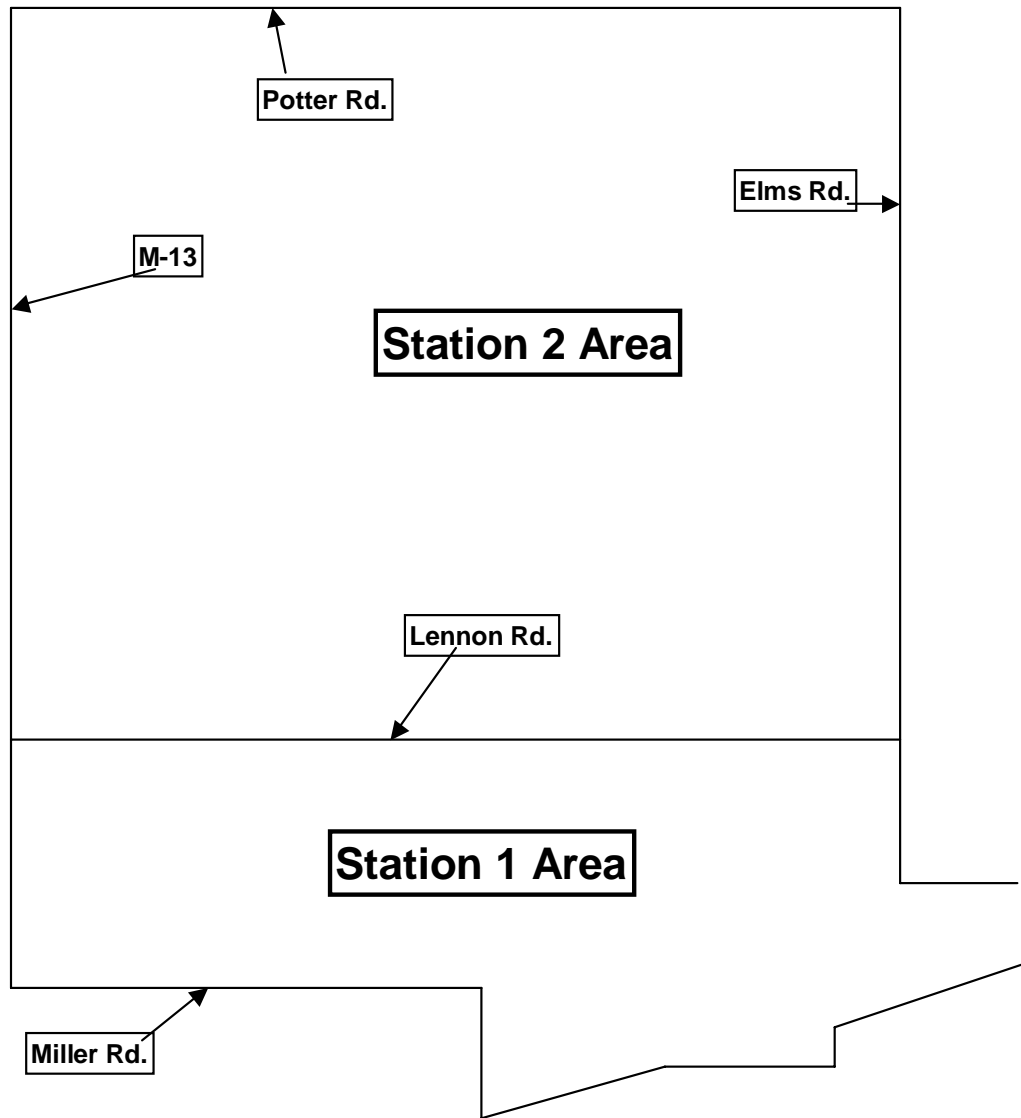 Potter Rd.
Elms Rd.
M-13
Station 2 Area
Lennon Rd.
Station 1 Area
Miller Rd.